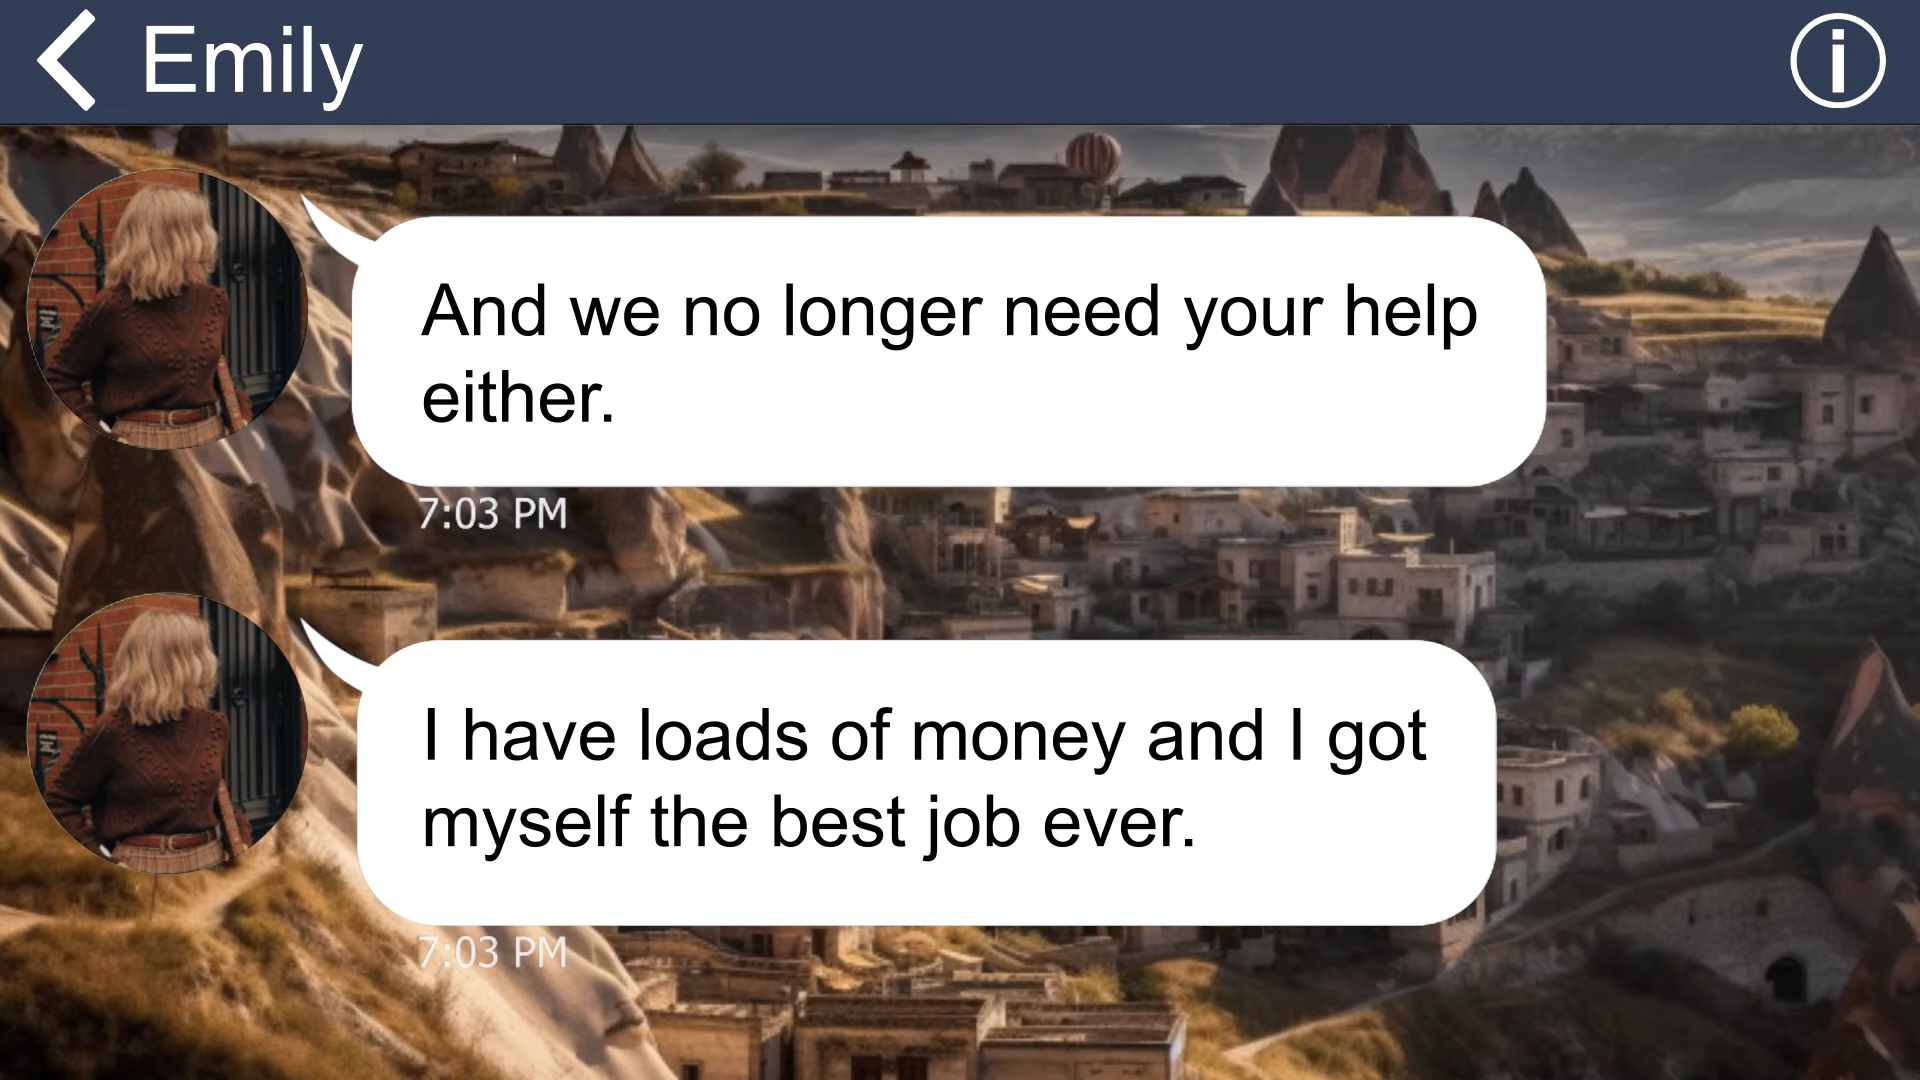 Emily
And we no longer need your help
either.
7:03 PM
I have loads of money and I got
myself the best job ever.
7:03 PM